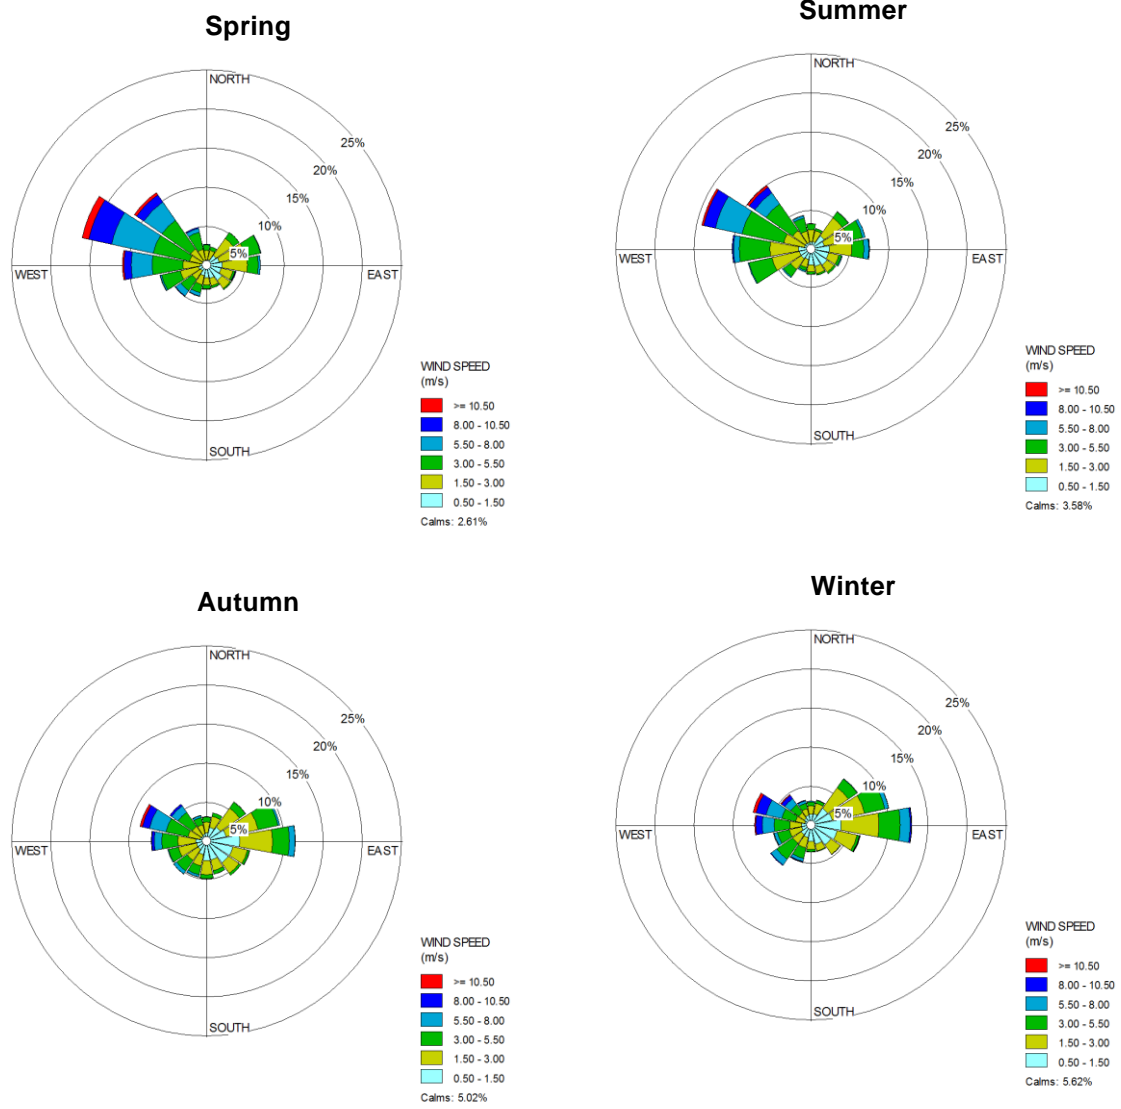 Spring
NORTH
25%
20%
15%
10%
5%
WEST
EAST
SOUTH
WIND SPEED
(m/s)
>= 10.50
8.00 - 10.50
5.50 - 8.00
3.00 - 5.50
1.50 - 3.00
0.50 - 1.50
Calms: 2.61%
Summer
NORTH
25%
20%
15%
10%
5%
WEST
EAST
SOUTH
WIND SPEED
(m/s)
>= 10.50
8.00 - 10.50
5.50 - 8.00
3.00 - 5.50
1.50 - 3.00
0.50 - 1.50
Calms: 3.58%
Autumn
NORTH
25%
20%
15%
10%
5%
WEST
EAST
SOUTH
WIND SPEED
(m/s)
>= 10.50
8.00 - 10.50
5.50 - 8.00
3.00 - 5.50
1.50 - 3.00
0.50 - 1.50
Calms: 5.02%
Winter
NORTH
25%
20%
15%
10%
5%
WEST
EAST
SOUTH
WIND SPEED
(m/s)
>= 10.50
8.00 - 10.50
5.50 - 8.00
3.00 - 5.50
1.50 - 3.00
0.50 - 1.50
Calms: 5.62%